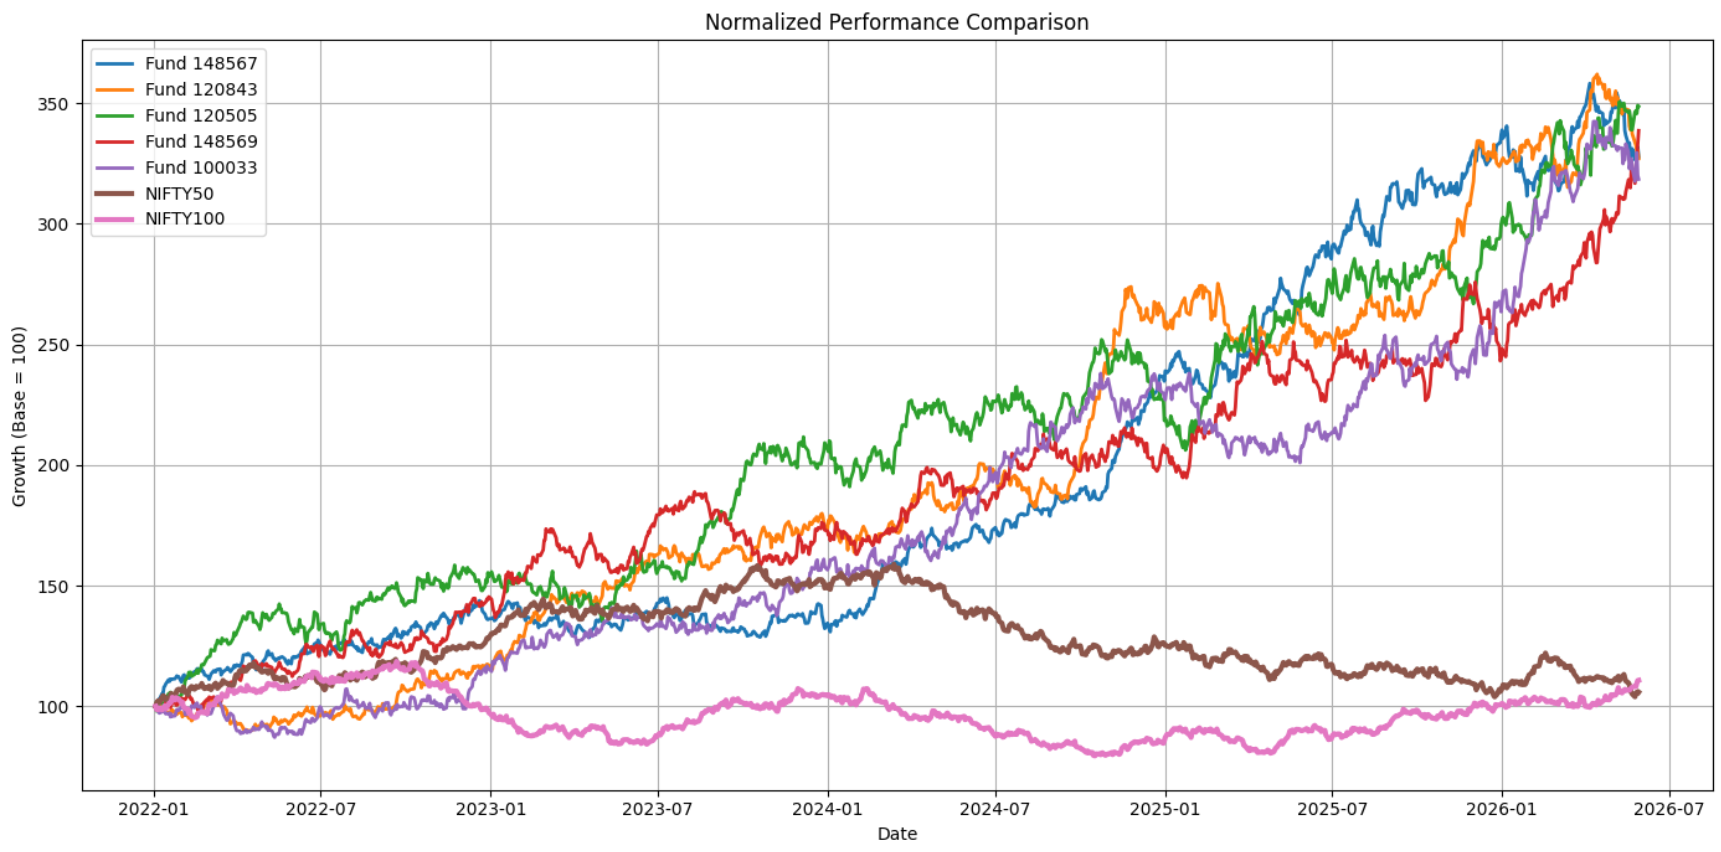 Normalized Performance Comparison
Fund 148567
Fund 120843
Fund 120505
Fund 148569
Fund 100033
NIFTY50
NIFTY100
Growth (Base = 100)
350
300
250
200
150
100
2022-01
2022-07
2023-01
2023-07
2024-01
2024-07
2025-01
2025-07
2026-01
2026-07
Date